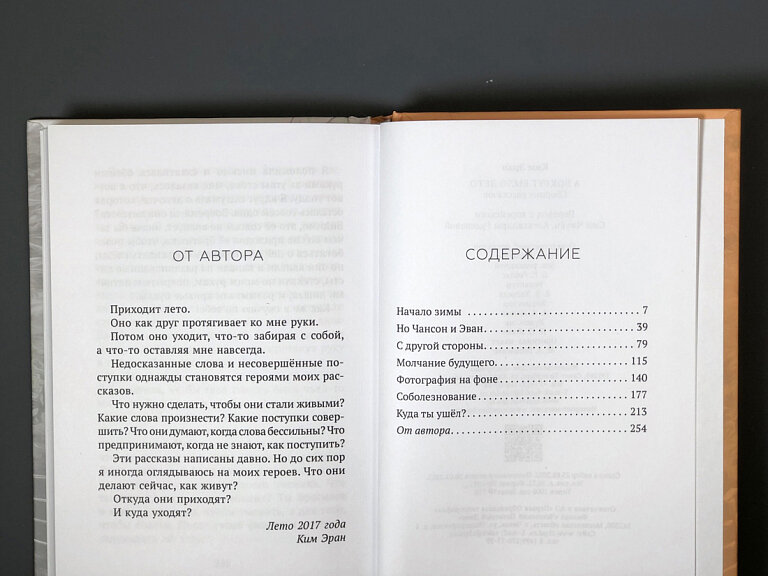 ОТ АВТОРА
Приходит лето.
Оно как друг протягивает ко мне руки.
Потом оно уходит, что-то забирая с собой,
а что-то оставляя мне навсегда.
Недосказанные слова и несовершённые по-
ступки однажды становятся героями моих рас-
сказов.
Что нужно сделать, чтобы они стали живыми?
Какие слова произнести? Какие поступки совер-
шить? Что они думают, когда слова бессильны? Что
предпринимают, когда не знают, как поступить?
Эти рассказы написаны давно. Но до сих пор
я иногда оглядываюсь на моих героев. Что они
делают сейчас, как живут?
Откуда они приходят?
И куда уходят?
Лето 2017 года
Ким Эран
СОДЕРЖАНИЕ
Начало зимы . . . . . . . . . . . . . . . . . . . . . . . . . . . . . . 7
Но Чансон и Эван. . . . . . . . . . . . . . . . . . . . . . . . . . 39
С другой стороны. . . . . . . . . . . . . . . . . . . . . . . . . . 79
Молчание будущего. . . . . . . . . . . . . . . . . . . . . . . 115
Фотография на фоне . . . . . . . . . . . . . . . . . . . . . . 140
Соболезнование . . . . . . . . . . . . . . . . . . . . . . . . . . 177
Куда ты ушёл? . . . . . . . . . . . . . . . . . . . . . . . . . . . 213
От автора. . . . . . . . . . . . . . . . . . . . . . . . . . . . . . 254